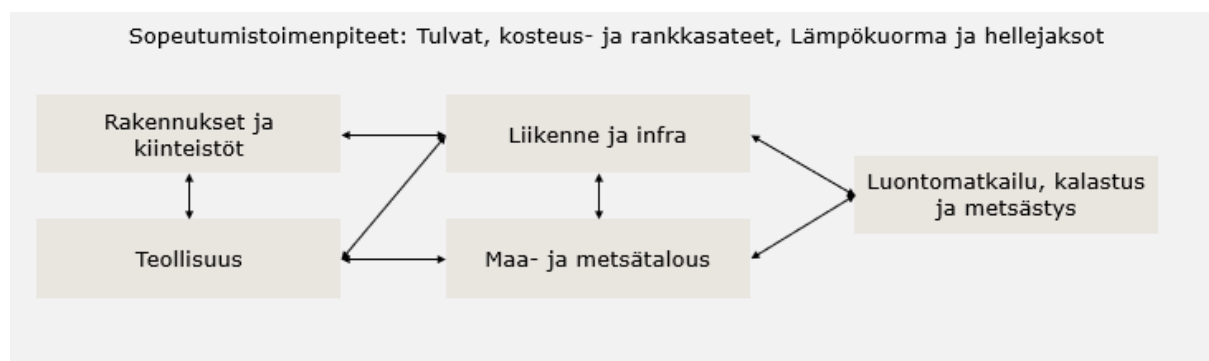 Sopeutumistoimenpiteet: Tulvat, kosteus- ja rankkasateet, Lämpökuorma ja hellejaksot
Rakennukset ja
kiinteistöt
Liikenne ja infra
Luontomatkailu, kalastus
ja metsästys
Teollisuus
Maa- ja metsätalous